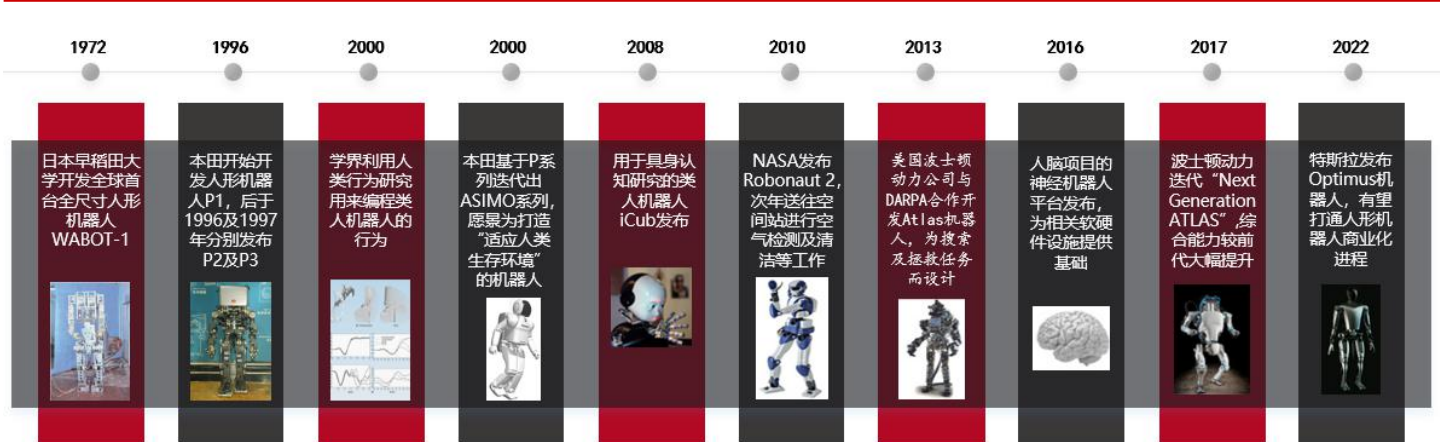 1972
1996
2000
2000
2008
2010
2013
2016
2017
2022
日本早稻田大
学开发全球首
台全尺寸人形
机器人
WABOT-1
本田开始开
发人形机器
人P1，后于
1996及1997
年分别发布
P2及P3
学界利用人
类行为研究
用来编程类
人机器人的
行为
本田基于P系
列迭代出
ASIMO系列，
愿景为打造
“适应人类
生存环境”
的机器人
用于具身认
知研究的类
人机器人
iCub发布
NASA发布
Robonaut 2，
次年送往空
间站进行空
气检测及清
洁等工作
美国波士顿
动力公司与
DARPA合作开
发Atlas机器
人，为搜索
及拯救任务
而设计
人脑项目的
神经机器人
平台发布，
为相关软硬
件设施提供
基础
波士顿动力
迭代“Next
Generation
ATLAS”,综
合能力较前
代大幅提升
特斯拉发布
Optimus机
器人，有望
打通人形机
器人商业化
进程